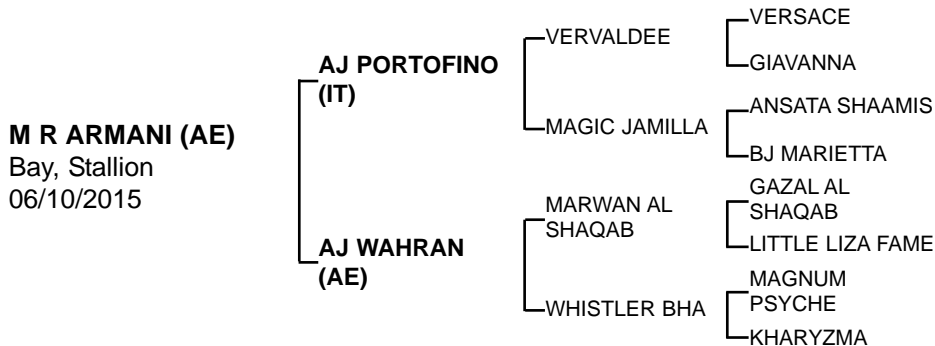 M R ARMANI (AE)
Bay, Stallion
06/10/2015
AJ PORTOFINO
(IT)
AJ WAHRAN
(AE)
VERVALDEE
MAGIC JAMILLA
MARWAN AL
SHAQAB
WHISTLER BHA
VERSACE
GIAVANNA
ANSATA SHAAMIS
BJ MARIETTA
GAZAL AL
SHAQAB
LITTLE LIZA FAME
MAGNUM
PSYCHE
KHARYZMA